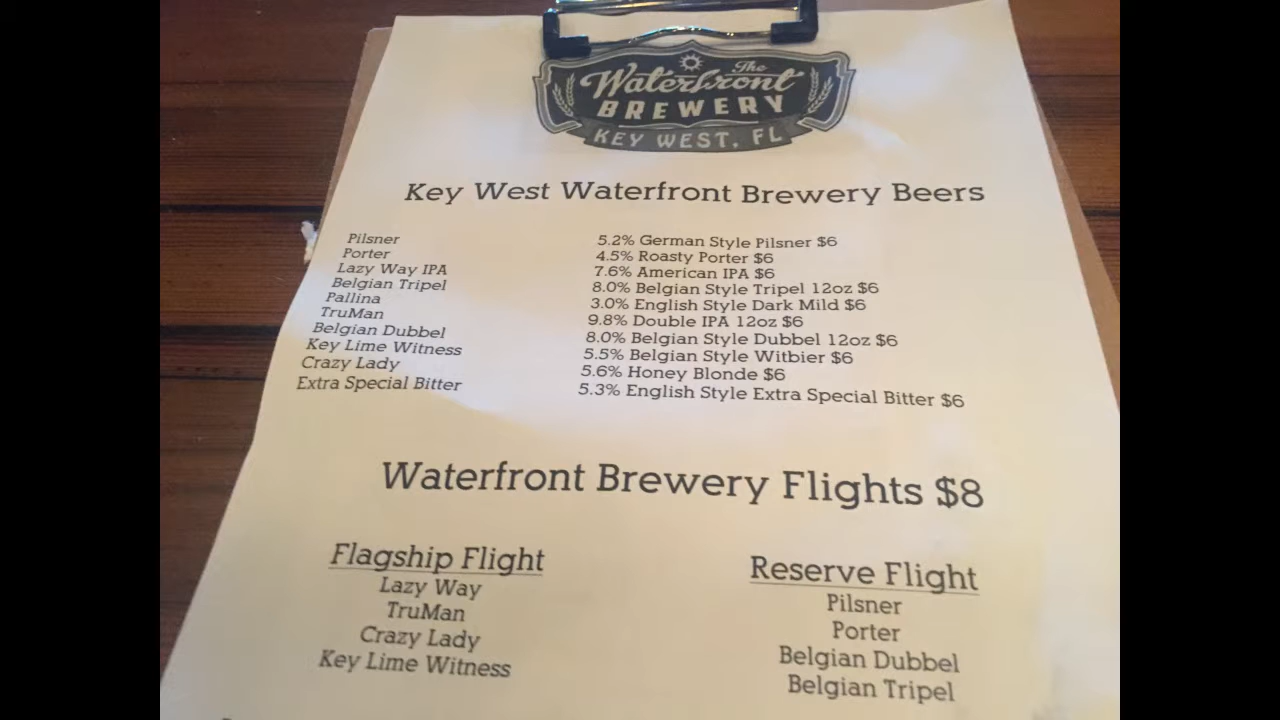 The
Waterfront
BREWERY
KEY WEST, FL
Key West Waterfront Brewery Beers
Pilsner 5.2% German Style Pilsner $6
Porter 4.5% Roasty Porter $6
Lazy Way IPA 7.6% American IPA $6
Belgian Tripel 8.0% Belgian Style Tripel 12oz $6
Pallina 3.0% English Style Dark Mild $6
TruMan 9.8% Double IPA 12oz $6
Belgian Dubbel 8.0% Belgian Style Dubbel 12oz $6
Key Lime Witness 5.5% Belgian Style Witbier $6
Crazy Lady 5.6% Honey Blonde $6
Extra Special Bitter 5.3% English Style Extra Special Bitter $6
Waterfront Brewery Flights $8
Flagship Flight
Lazy Way
TruMan
Crazy Lady
Key Lime Witness
Reserve Flight
Pilsner
Porter
Belgian Dubbel
Belgian Tripel